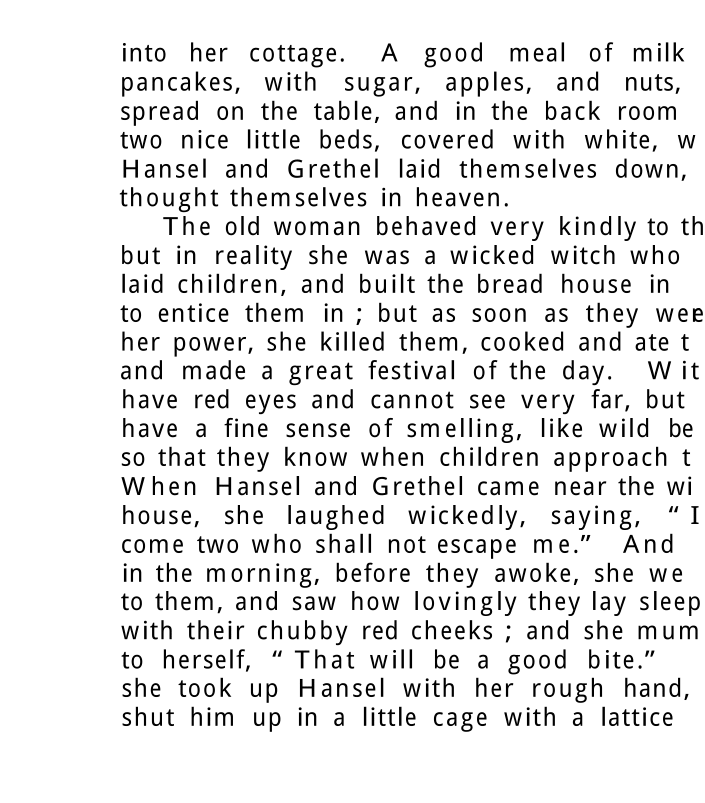 into her cottage. A good meal of milk
pancakes, with sugar, apples, and nuts,
spread on the table, and in the back room
two nice little beds, covered with white, w
Hansel and Grethel laid themselves down,
thought themselves in heaven.
The old woman behaved very kindly to th
but in reality she was a wicked witch who
laid children, and built the bread house in
to entice them in ; but as soon as they wer
her power, she killed them, cooked and ate t
and made a great festival of the day. Wit
have red eyes and cannot see very far, but
have a fine sense of smelling, like wild be
so that they know when children approach t
When Hansel and Grethel came near the wi
house, she laughed wickedly, saying, “ I
come two who shall not escape me.” And
in the morning, before they awoke, she we
to them, and saw how lovingly they lay sleep
with their chubby red cheeks ; and she mum
to herself, “ That will be a good bite.”
she took up Hansel with her rough hand,
shut him up in a little cage with a lattice